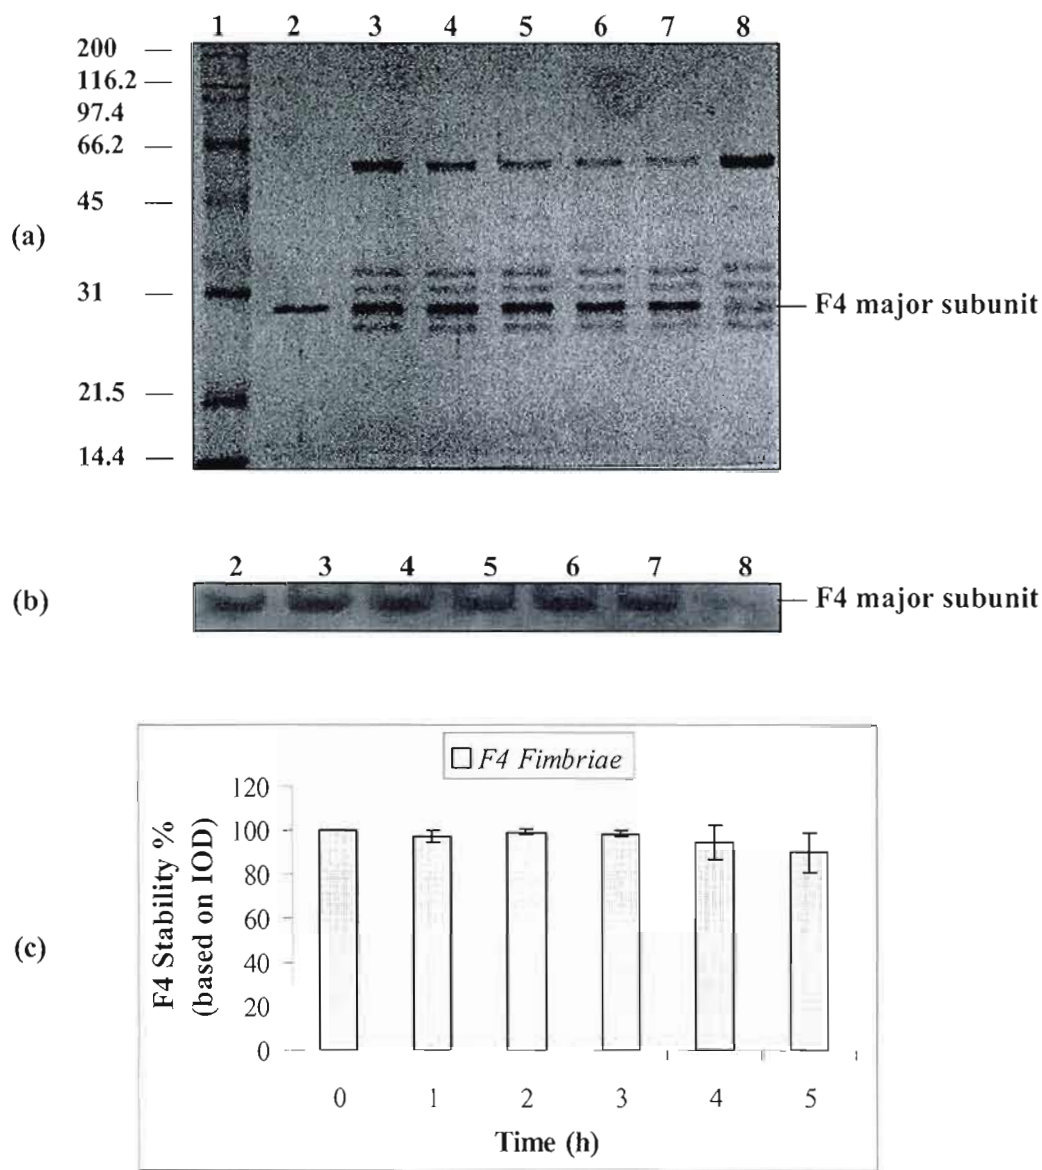 1 2 3 4 5 6 7 8
200
116.2
97.4
66.2
45
(a)
31
F4 major subunit
21.5
14.4
2 3 4 5 6 7 8
(b)
F4 major subunit
F4 Fimbriae
120
100
80
60
40
20
0
F4 Stability %
(based on IOD)
(c)
0 1 2 3 4 5
Time (h)